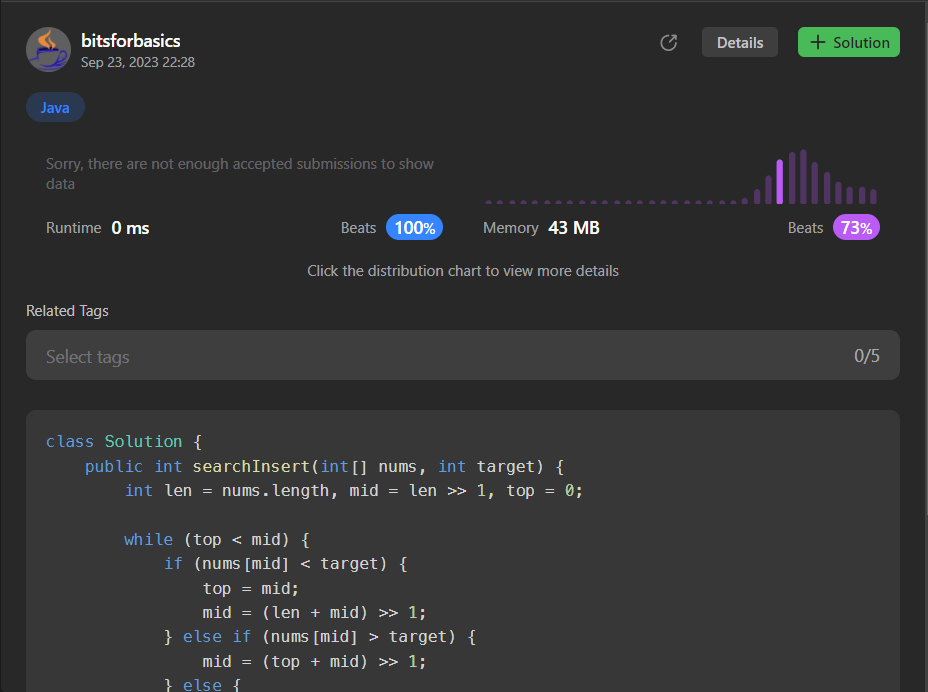 bitsforbasics
Sep 23, 2023 22:28
Details
+ Solution
Java
Sorry, there are not enough accepted submissions to show
data
Runtime 0 ms
Beats 100%
Memory 43 MB
Beats 73%
Click the distribution chart to view more details
Related Tags
Select tags 0/5
class Solution {
    public int searchInsert(int[] nums, int target) {
        int len = nums.length, mid = len >> 1, top = 0;

        while (top < mid) {
            if (nums[mid] < target) {
                top = mid;
                mid = (len + mid) >> 1;
            } else if (nums[mid] > target) {
                mid = (top + mid) >> 1;
            } else {